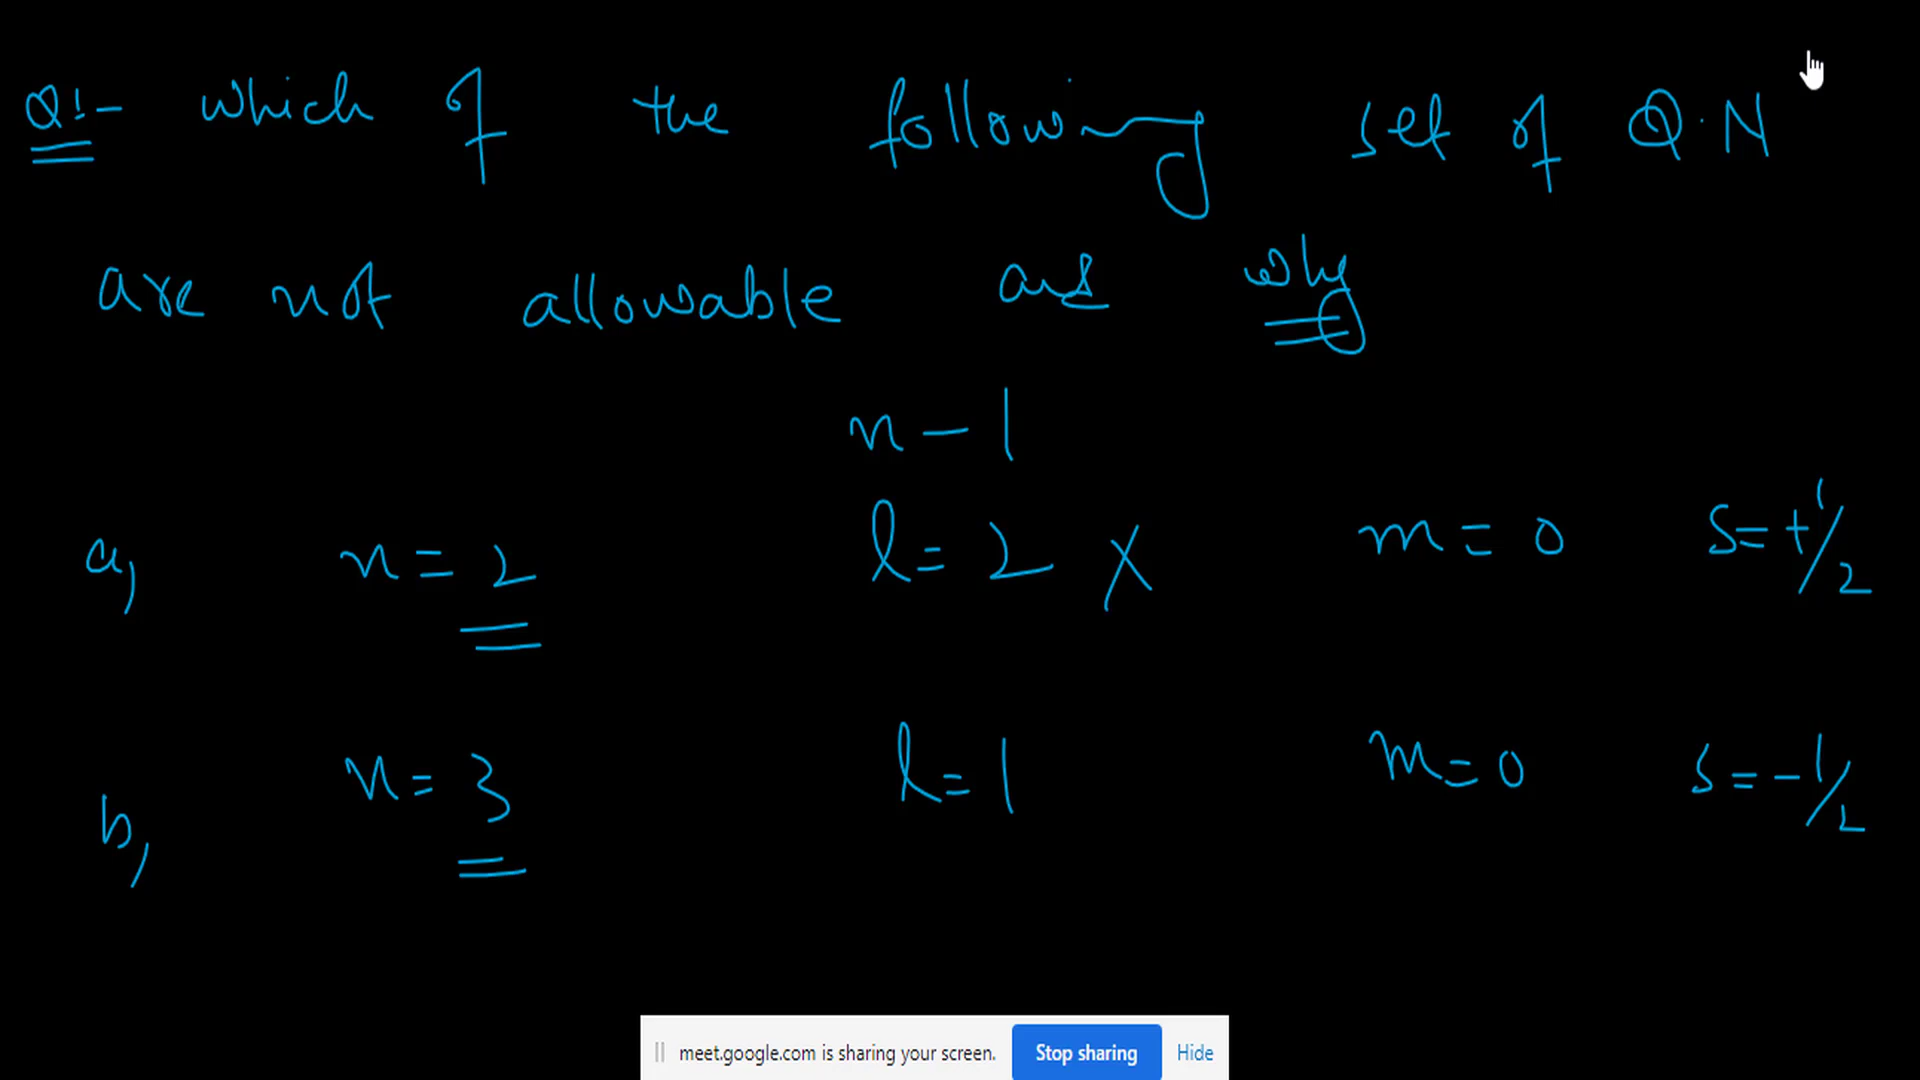 Q:- which of the following set of Q.N
are not allowable and why
n-1
a, n=2 l=2 X m=0 S=+1/2
b, n=3 l=1 m=0 s=-1/2
meet.google.com is sharing your screen. Stop sharing Hide